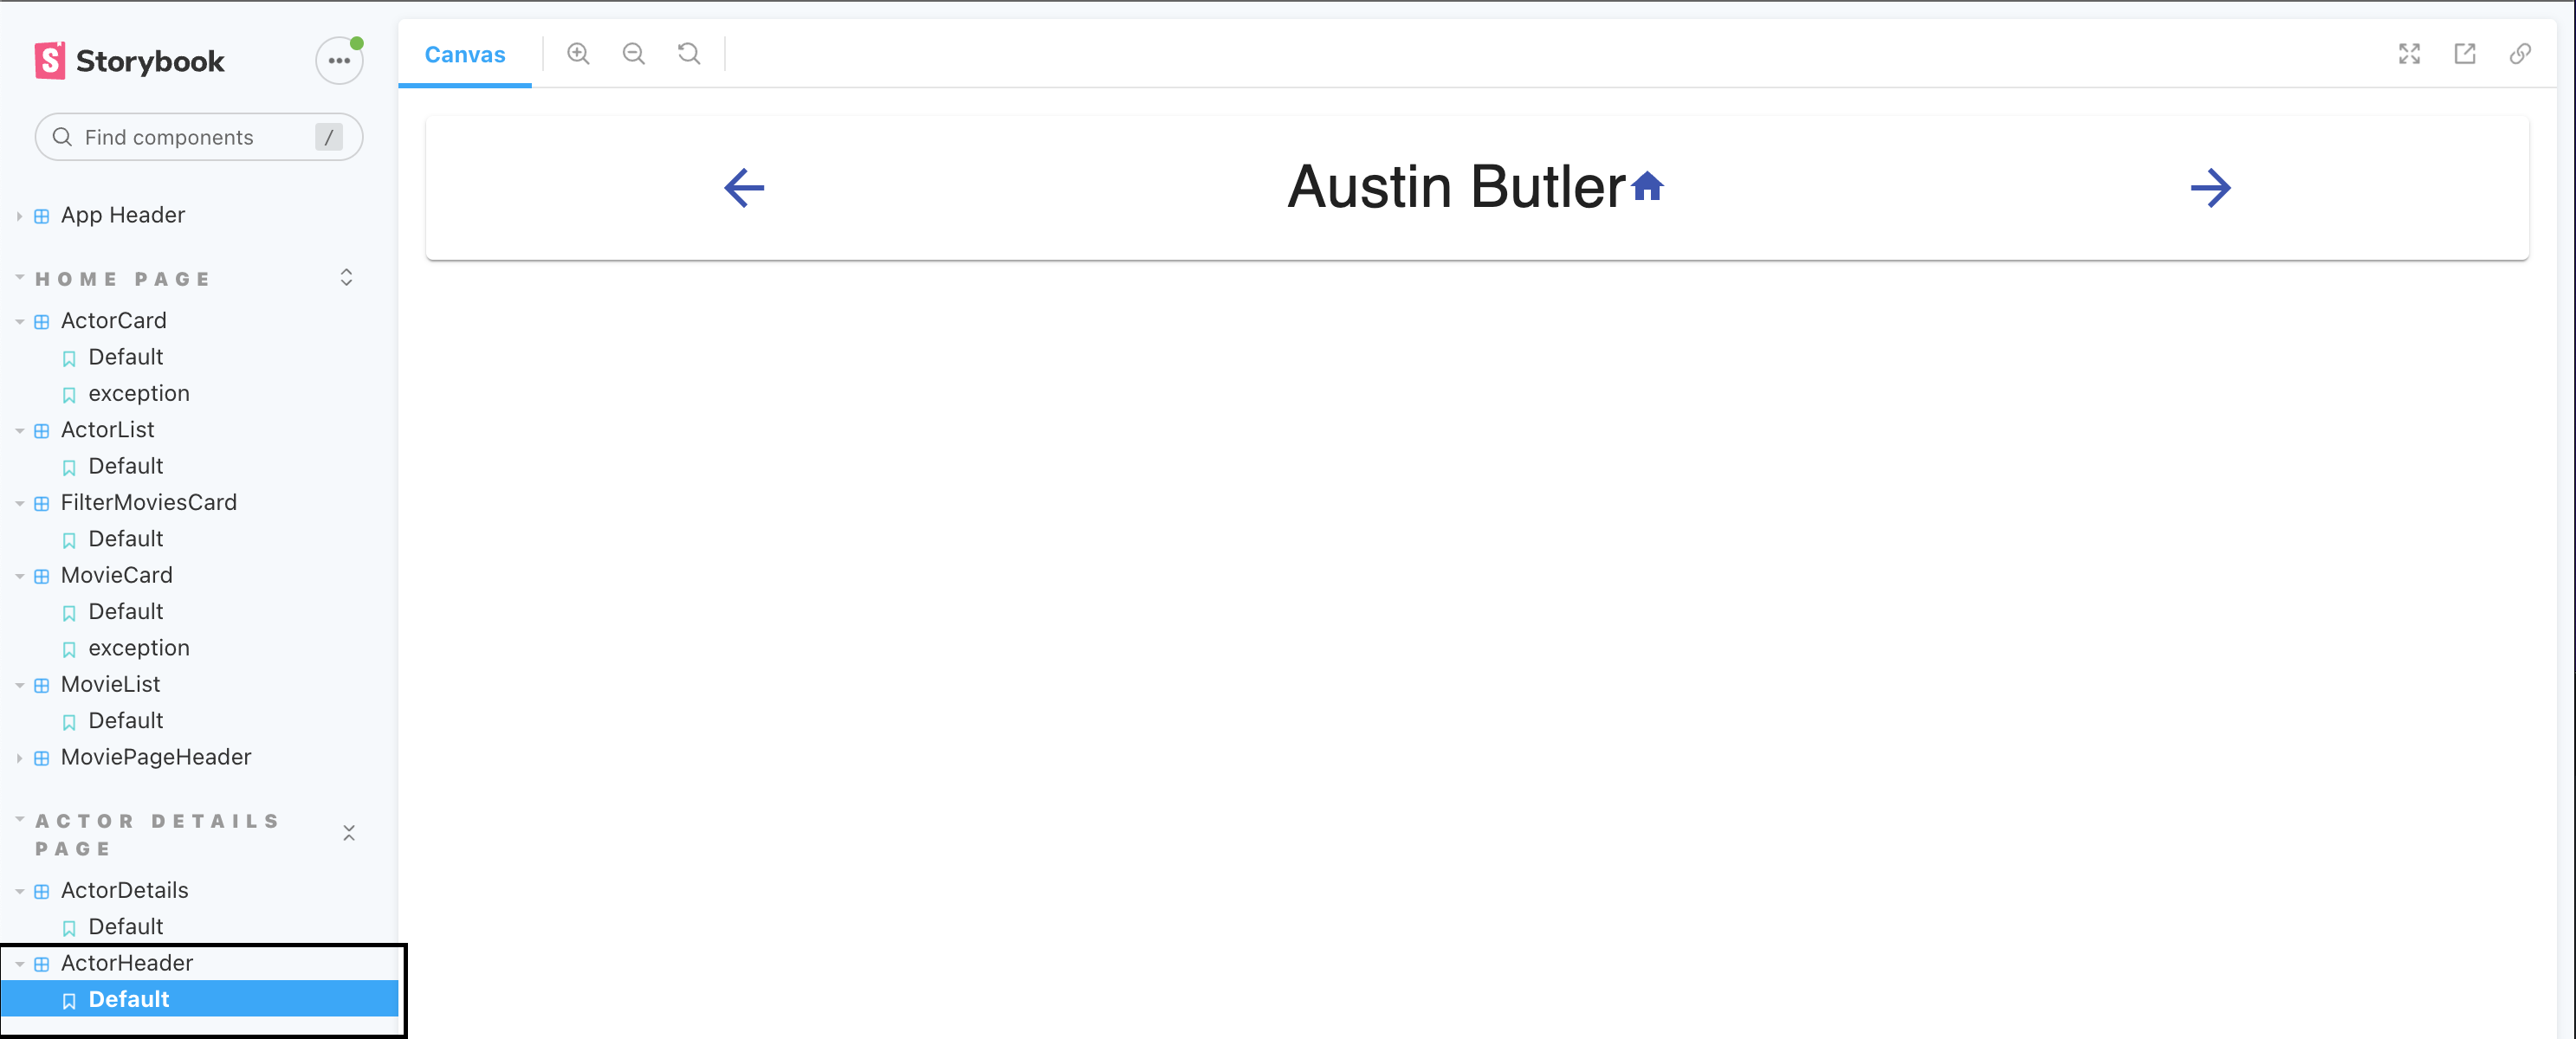 Storybook
Find components /
App Header
HOME PAGE
ActorCard
Default
exception
ActorList
Default
FilterMoviesCard
Default
MovieCard
Default
exception
MovieList
Default
MoviePageHeader
ACTOR DETAILS
PAGE
ActorDetails
Default
ActorHeader
Default
Canvas
Austin Butler